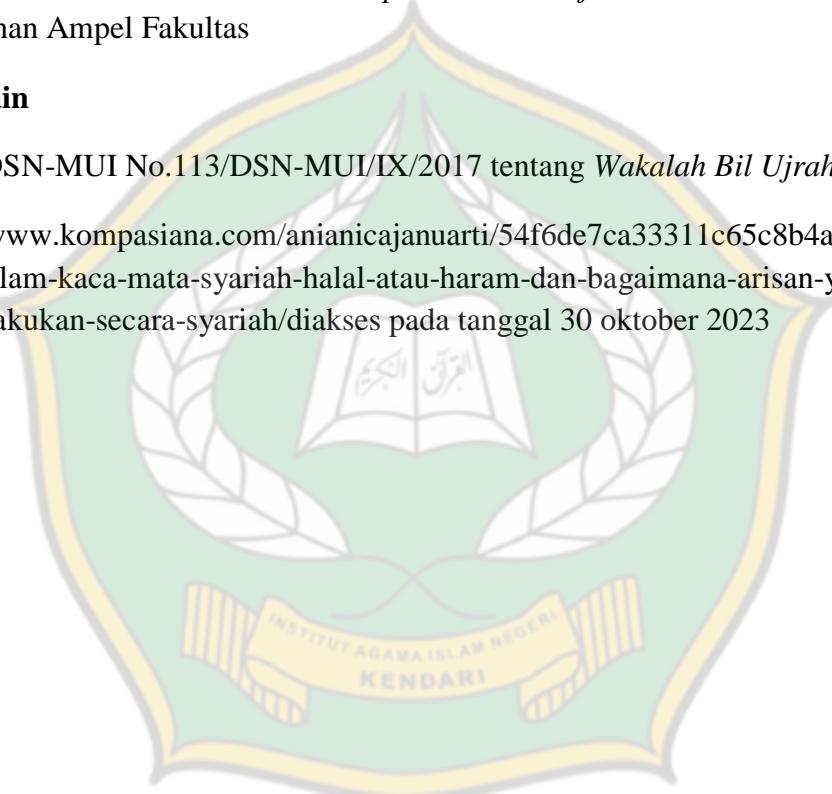 nan Ampel Fakultas
in
DSN-MUI No.113/DSN-MUI/IX/2017 tentang Wakalah Bil Ujrah
www.kompasiana.com/anianicajanuarti/54f6de7ca33311c65c8b4a
lam-kaca-mata-syariah-halal-atau-haram-dan-bagaimana-arisan-y
akukan-secara-syariah/diakses pada tanggal 30 oktober 2023
القرآن الكريم
INSTITUT AGAMA ISLAM NEGERI
KENDARI